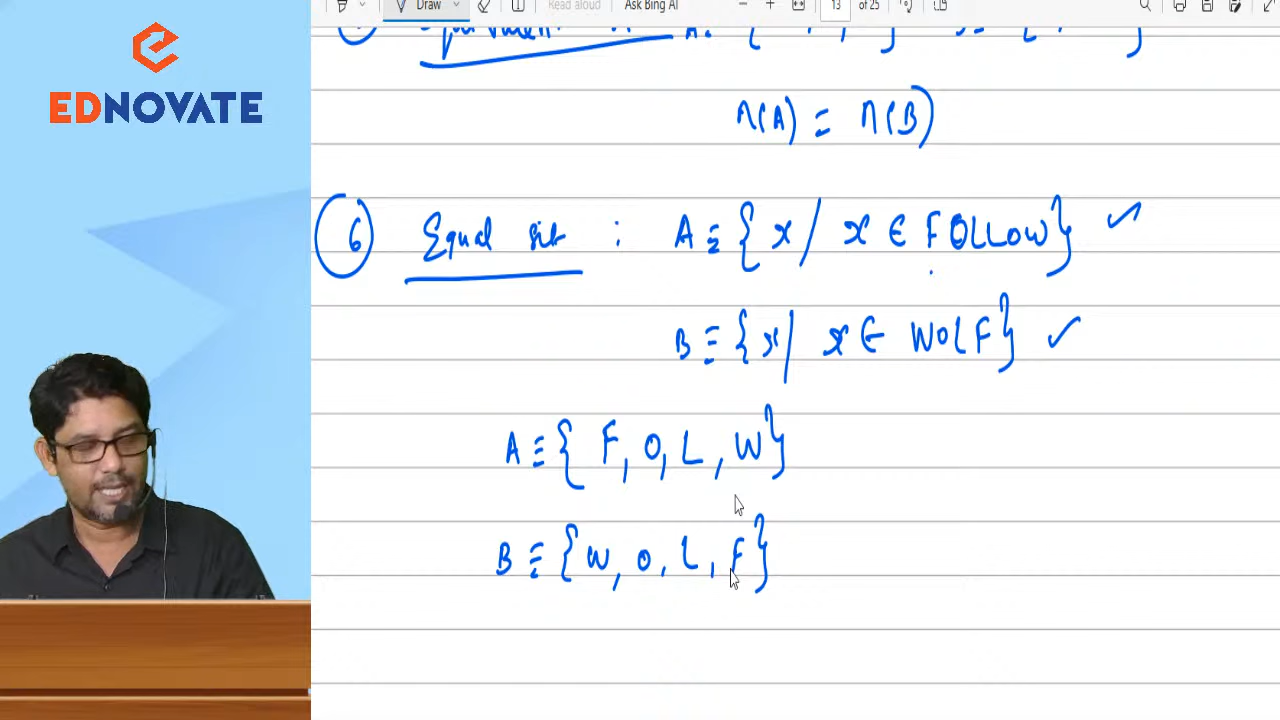 Draw
Read aloud
Ask Bing AI
13 of 25
EDNOVATE
n(A) = n(B)
6 Equal set : A = {x / x ∈ FOLLOW} ✓
B = {x | x ∈ WOLF} ✓
A = {F, O, L, W}
B = {W, O, L, F}